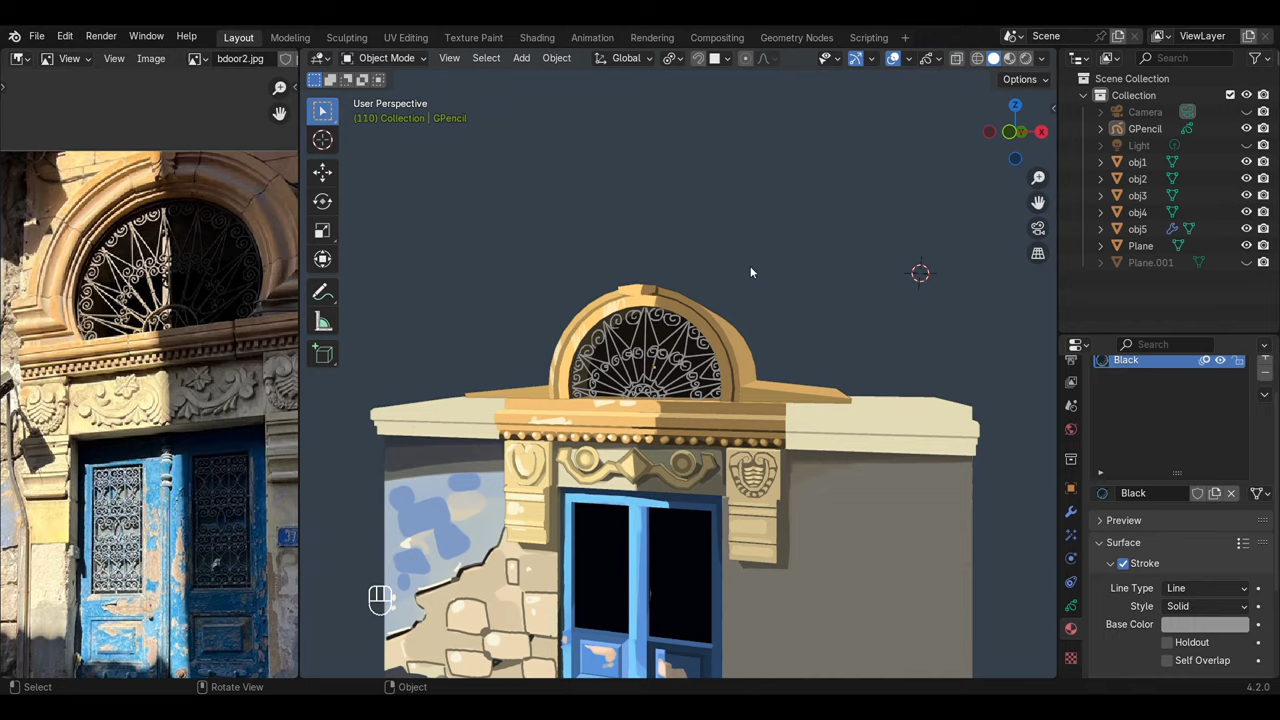 File Edit Render Window Help Layout Modeling Sculpting UV Editing Texture Paint Shading Animation Rendering Compositing Geometry Nodes Scripting + Scene ViewLayer
View View Image bdoor2.jpg Object Mode View Select Add Object Global Search
Options
User Perspective
(110) Collection | GPencil
Z
Y
X
Scene Collection
Collection
Camera
GPencil
Light
obj1
obj2
obj3
obj4
obj5
Plane
Plane.001
Search
Black
Black
Preview
Surface
Stroke
Line Type Line
Style Solid
Base Color
Holdout
Self Overlap
Select Rotate View Object 4.2.0